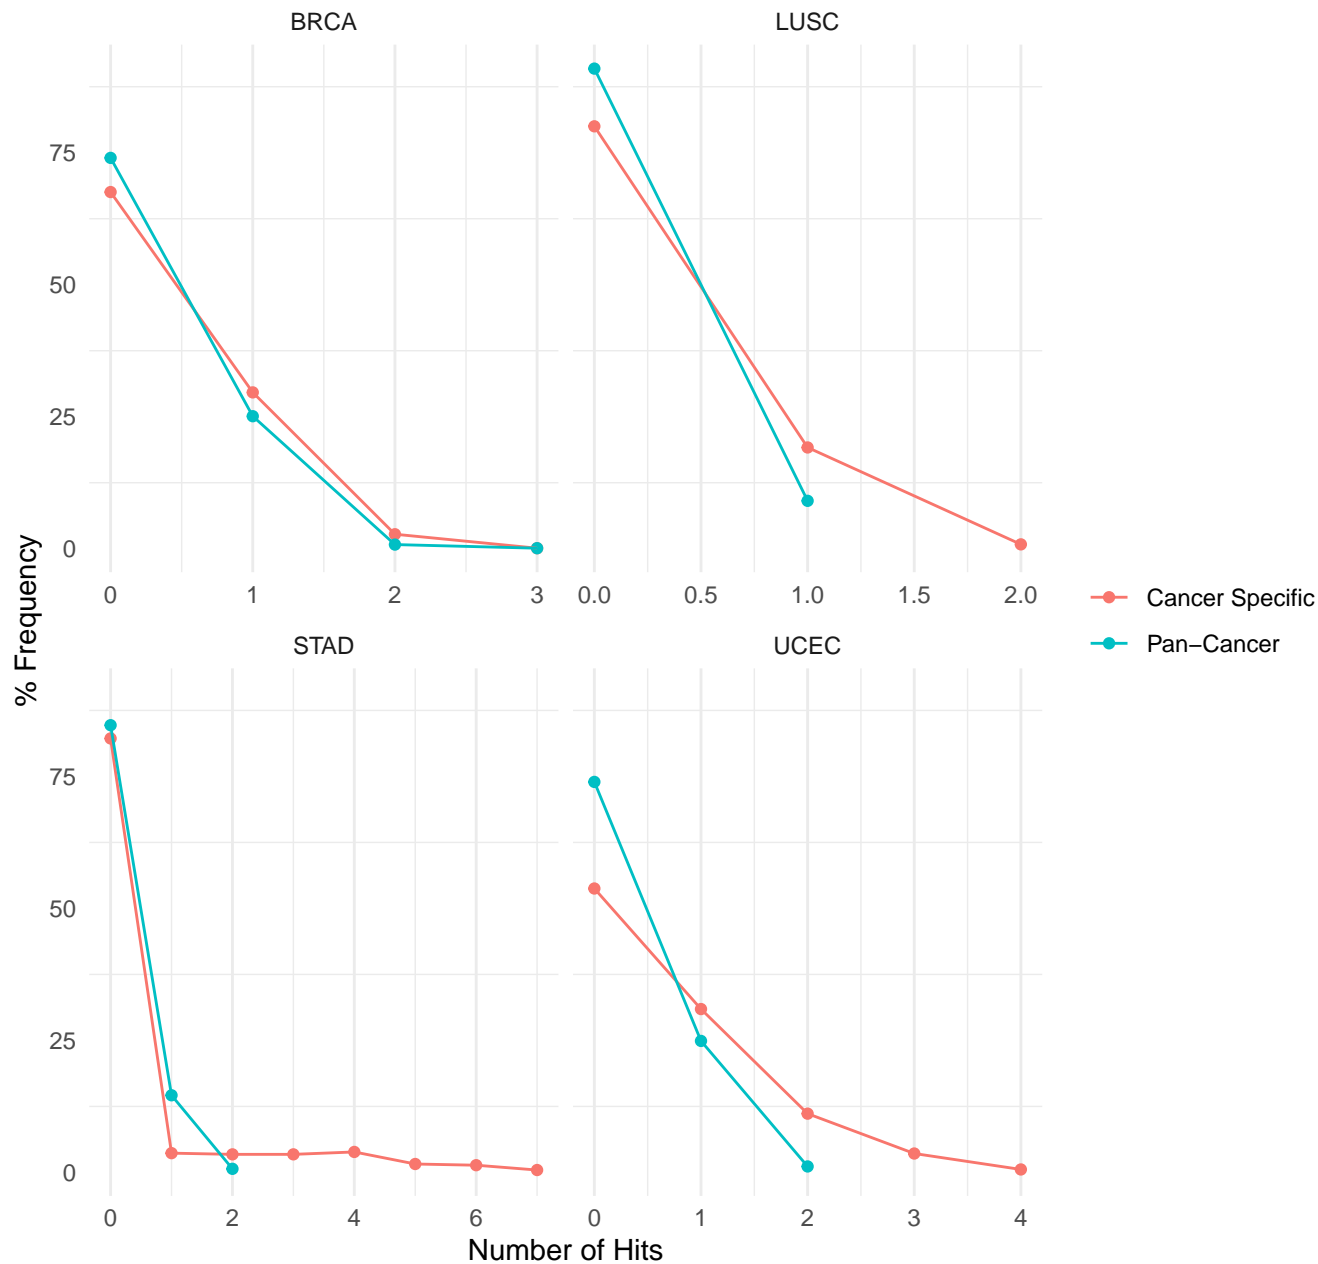 BRCA
LUSC
75
50
25
0
0 1 2 3
0.0 0.5 1.0 1.5 2.0
% Frequency
Cancer Specific
Pan−Cancer
STAD
UCEC
75
50
25
0
0 2 4 6
0 1 2 3 4
Number of Hits